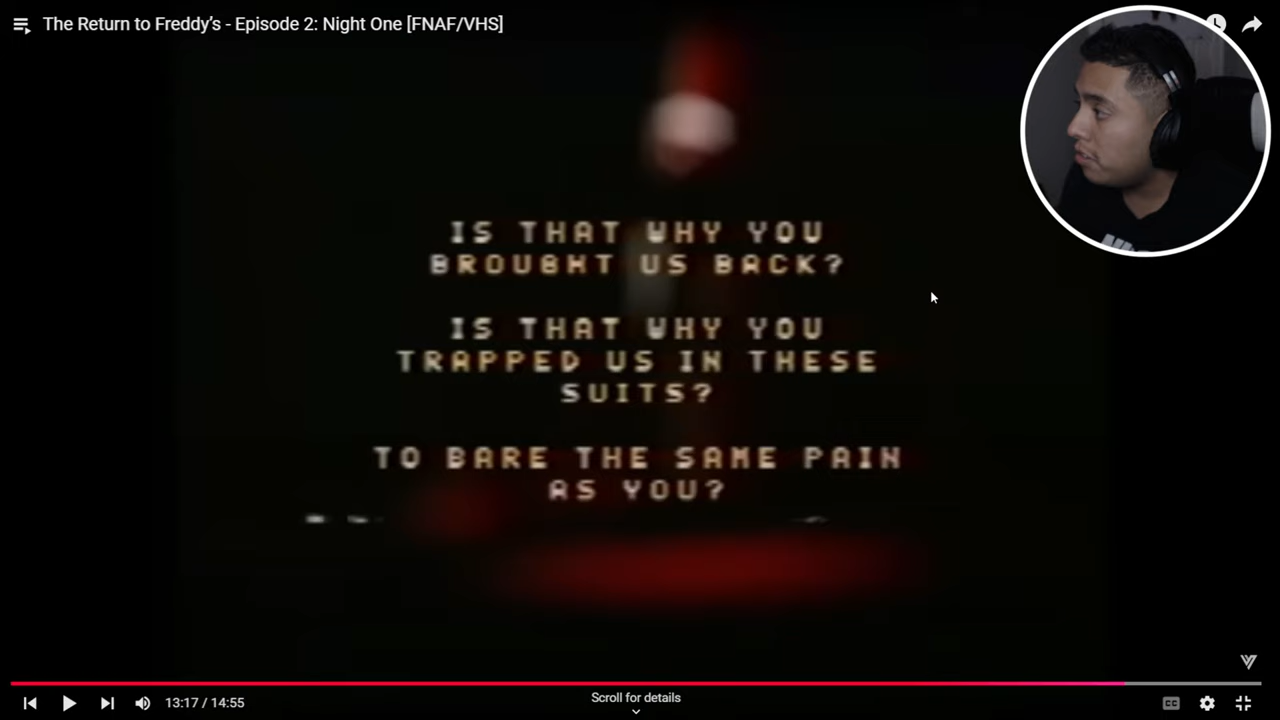 The Return to Freddy's - Episode 2: Night One [FNAF/VHS]
IS THAT WHY YOU
BROUGHT US BACK?
IS THAT WHY YOU
TRAPPED US IN THESE
SUITS?
TO BARE THE SAME PAIN
AS YOU?
13:17 / 14:55
Scroll for details
CC